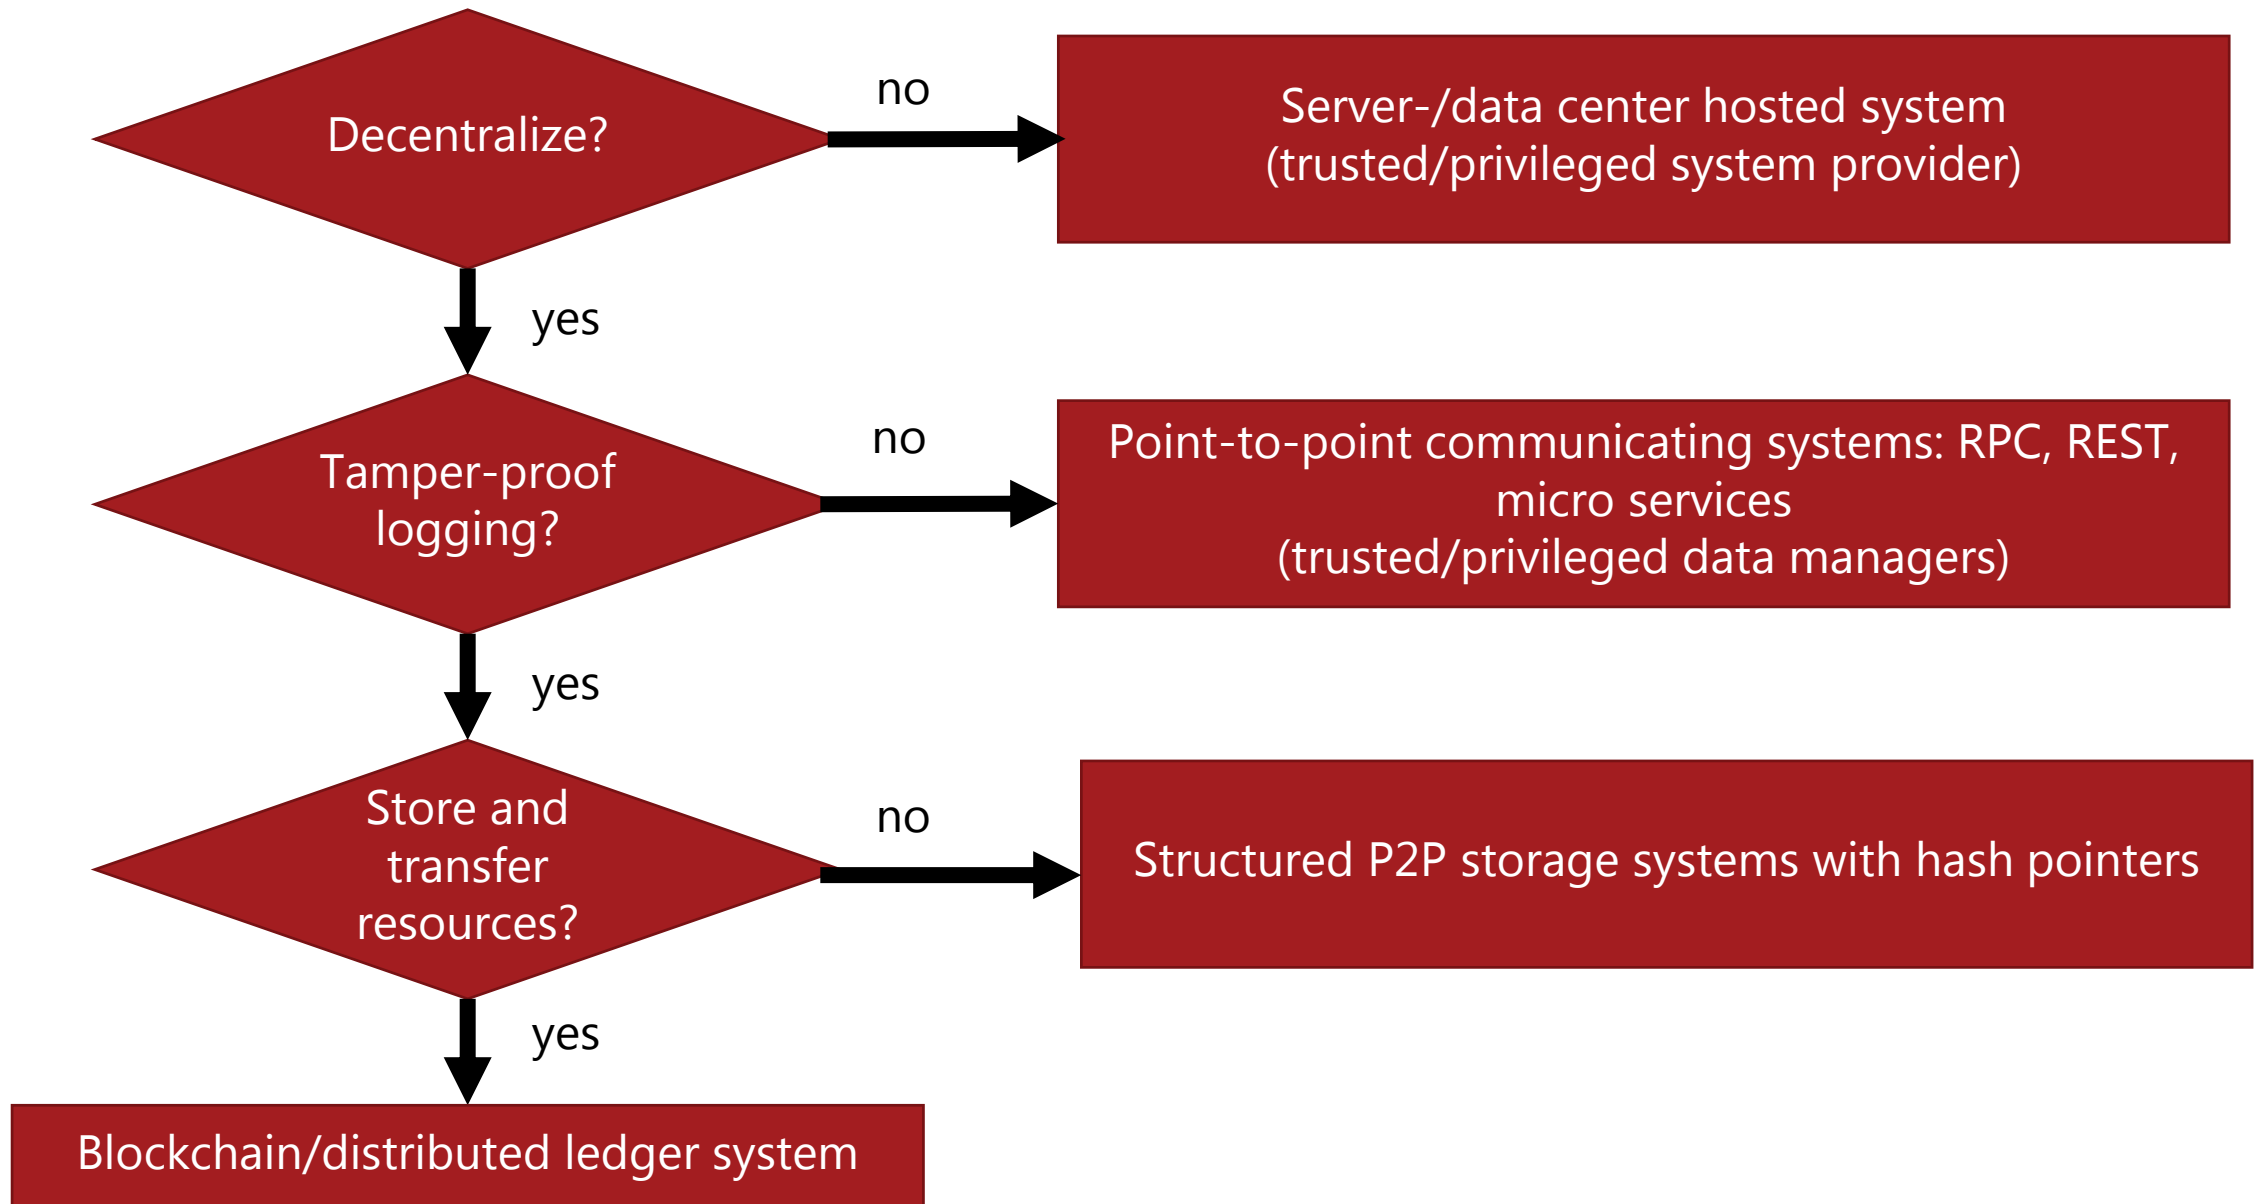 Decentralize?
no
Server-/data center hosted system
(trusted/privileged system provider)
yes
Tamper-proof
logging?
no
Point-to-point communicating systems: RPC, REST,
micro services
(trusted/privileged data managers)
yes
Store and
transfer
resources?
no
Structured P2P storage systems with hash pointers
yes
Blockchain/distributed ledger system